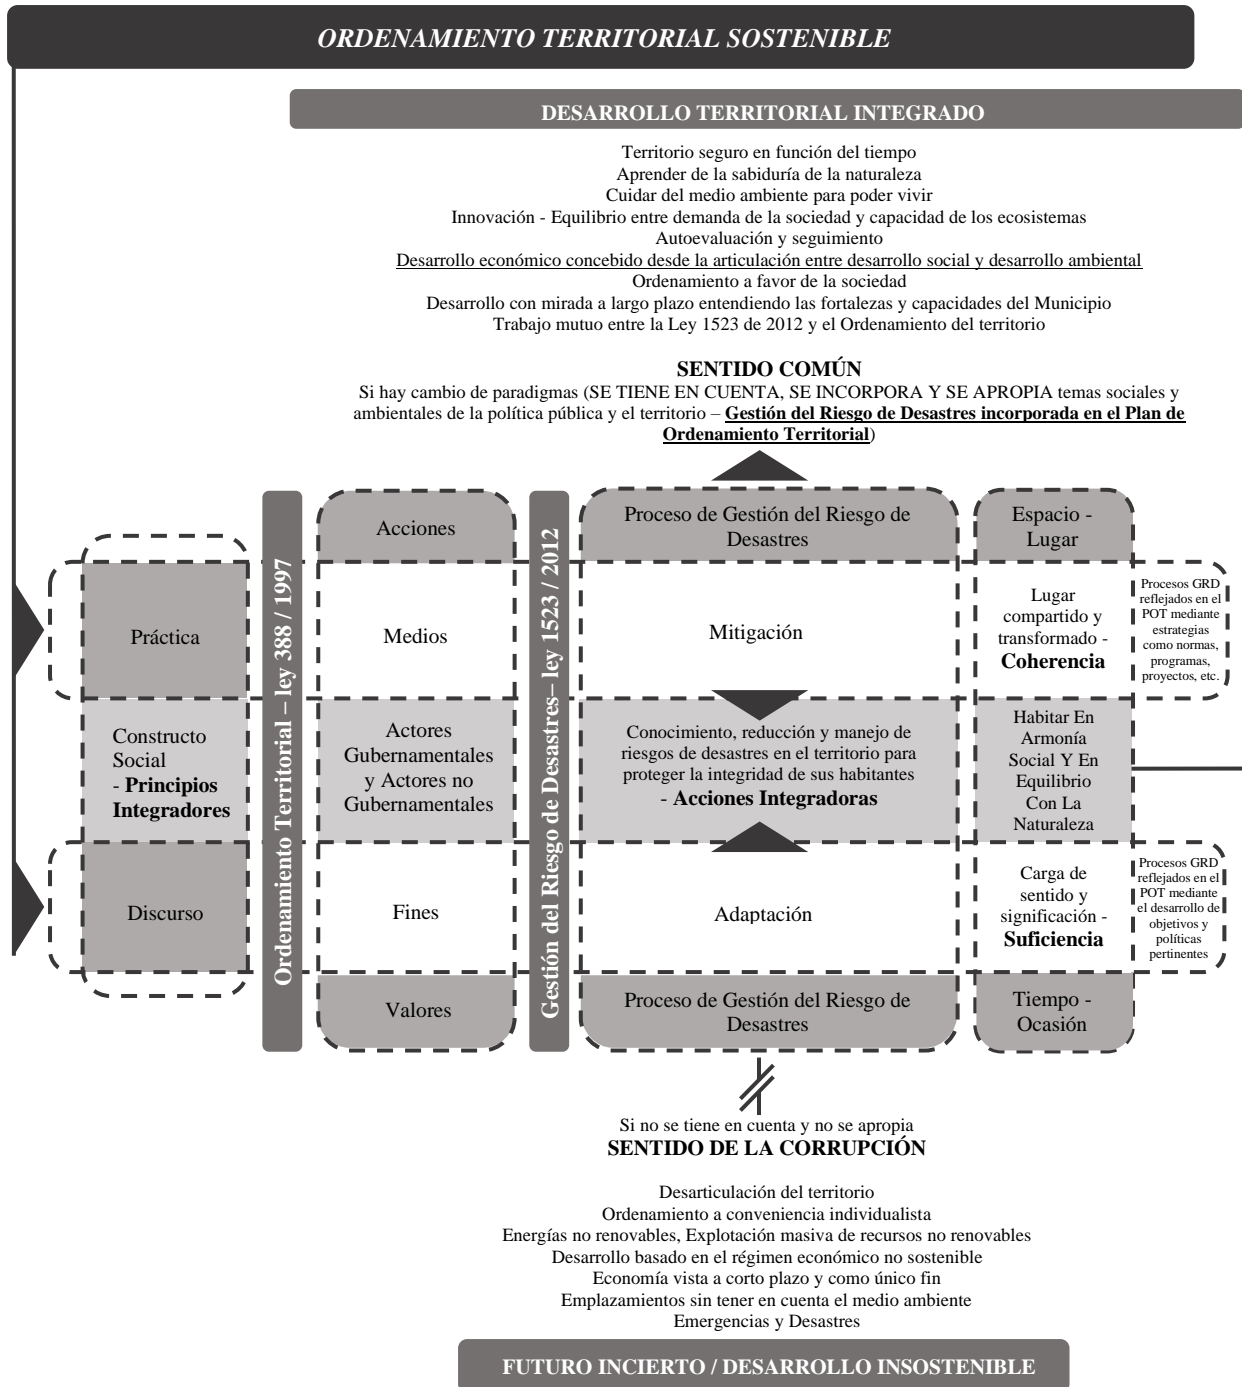 ORDENAMIENTO TERRITORIAL SOSTENIBLE
DESARROLLO TERRITORIAL INTEGRADO
Territorio seguro en función del tiempo
Aprender de la sabiduría de la naturaleza
Cuidar del medio ambiente para poder vivir
Innovación - Equilibrio entre demanda de la sociedad y capacidad de los ecosistemas
Autoevaluación y seguimiento
Desarrollo económico concebido desde la articulación entre desarrollo social y desarrollo ambiental
Ordenamiento a favor de la sociedad
Desarrollo con mirada a largo plazo entendiendo las fortalezas y capacidades del Municipio
Trabajo mutuo entre la Ley 1523 de 2012 y el Ordenamiento del territorio
SENTIDO COMÚN
Si hay cambio de paradigmas (SE TIENE EN CUENTA, SE INCORPORA Y SE APROPIA temas sociales y
ambientales de la política pública y el territorio – Gestión del Riesgo de Desastres incorporada en el Plan de
Ordenamiento Territorial)
Práctica
Constructo
Social
- Principios
Integradores
Discurso
Ordenamiento Territorial – ley 388 / 1997
Acciones
Medios
Actores
Gubernamentales
y Actores no
Gubernamentales
Fines
Valores
Gestión del Riesgo de Desastres– ley 1523 / 2012
Proceso de Gestión del Riesgo de
Desastres
Mitigación
Conocimiento, reducción y manejo de
riesgos de desastres en el territorio para
proteger la integridad de sus habitantes
- Acciones Integradoras
Adaptación
Proceso de Gestión del Riesgo de
Desastres
Espacio -
Lugar
Lugar
compartido y
transformado -
Coherencia
Habitar En
Armonía
Social Y En
Equilibrio
Con La
Naturaleza
Carga de
sentido y
significación -
Suficiencia
Tiempo -
Ocasión
Procesos GRD
reflejados en el
POT mediante
estrategias
como normas,
programas,
proyectos, etc.
Procesos GRD
reflejados en el
POT mediante
el desarrollo de
objetivos y
políticas
pertinentes
Si no se tiene en cuenta y no se apropia
SENTIDO DE LA CORRUPCIÓN
Desarticulación del territorio
Ordenamiento a conveniencia individualista
Energías no renovables, Explotación masiva de recursos no renovables
Desarrollo basado en el régimen económico no sostenible
Economía vista a corto plazo y como único fin
Emplazamientos sin tener en cuenta el medio ambiente
Emergencias y Desastres
FUTURO INCIERTO / DESARROLLO INSOSTENIBLE